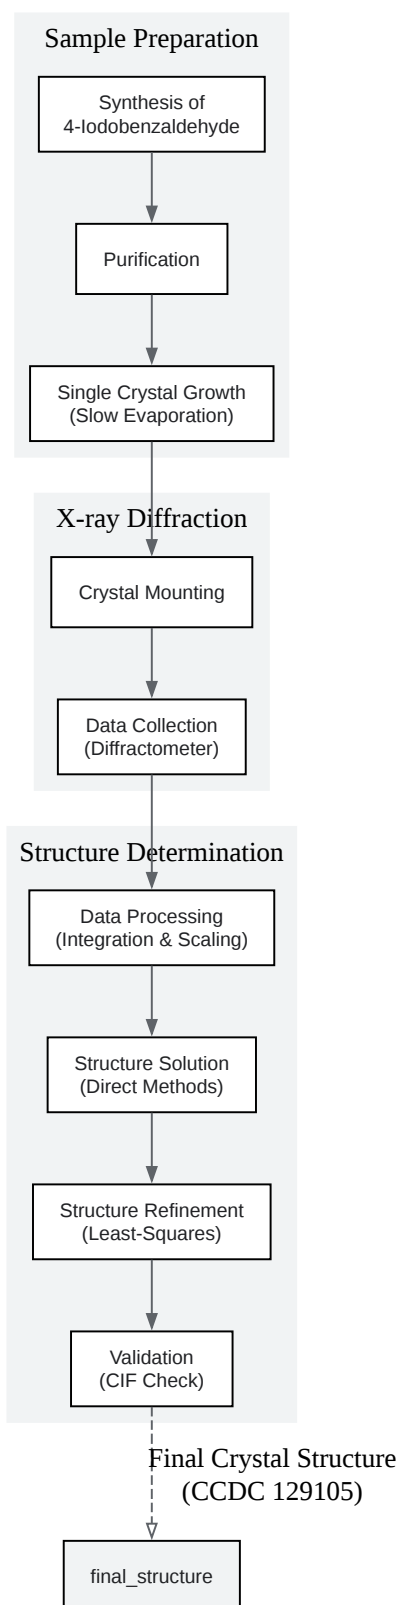 Sample Preparation
Synthesis of
4-Iodobenzaldehyde
Purification
Single Crystal Growth
(Slow Evaporation)
X-ray Diffraction
Crystal Mounting
Data Collection
(Diffractometer)
Structure Determination
Data Processing
(Integration & Scaling)
Structure Solution
(Direct Methods)
Structure Refinement
(Least-Squares)
Validation
(CIF Check)
Final Crystal Structure
(CCDC 129105)
final_structure